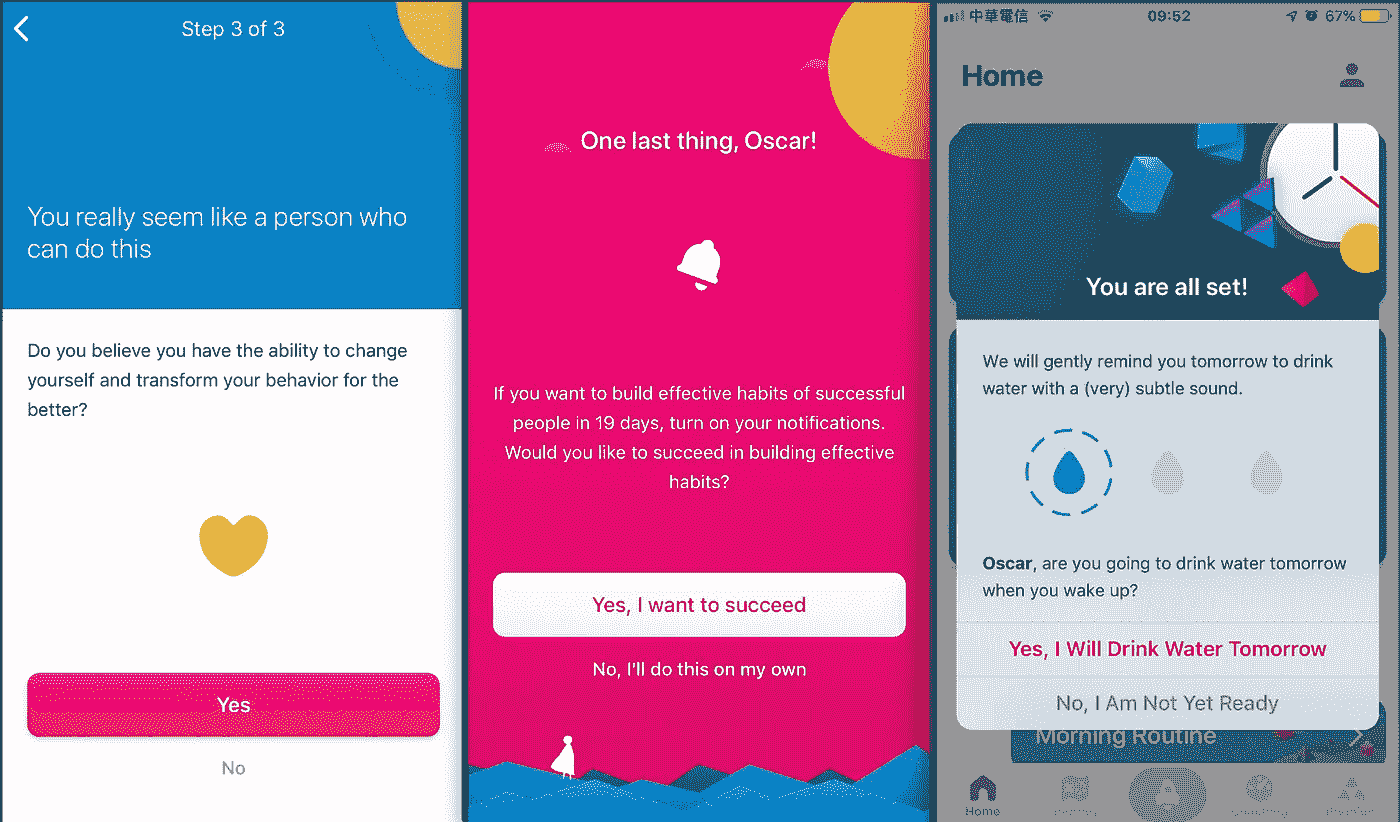 Step 3 of 3
You really seem like a person who
can do this
Do you believe you have the ability to change
yourself and transform your behavior for the
better?
Yes
No
One last thing, Oscar!
If you want to build effective habits of successful
people in 19 days, turn on your notifications.
Would you like to succeed in building effective
habits?
Yes, I want to succeed
No, I'll do this on my own
中華電信 09:52 67%
Home
You are all set!
We will gently remind you tomorrow to drink
water with a (very) subtle sound.
Oscar, are you going to drink water tomorrow
when you wake up?
Yes, I Will Drink Water Tomorrow
No, I Am Not Yet Ready
Morning Routine
Home